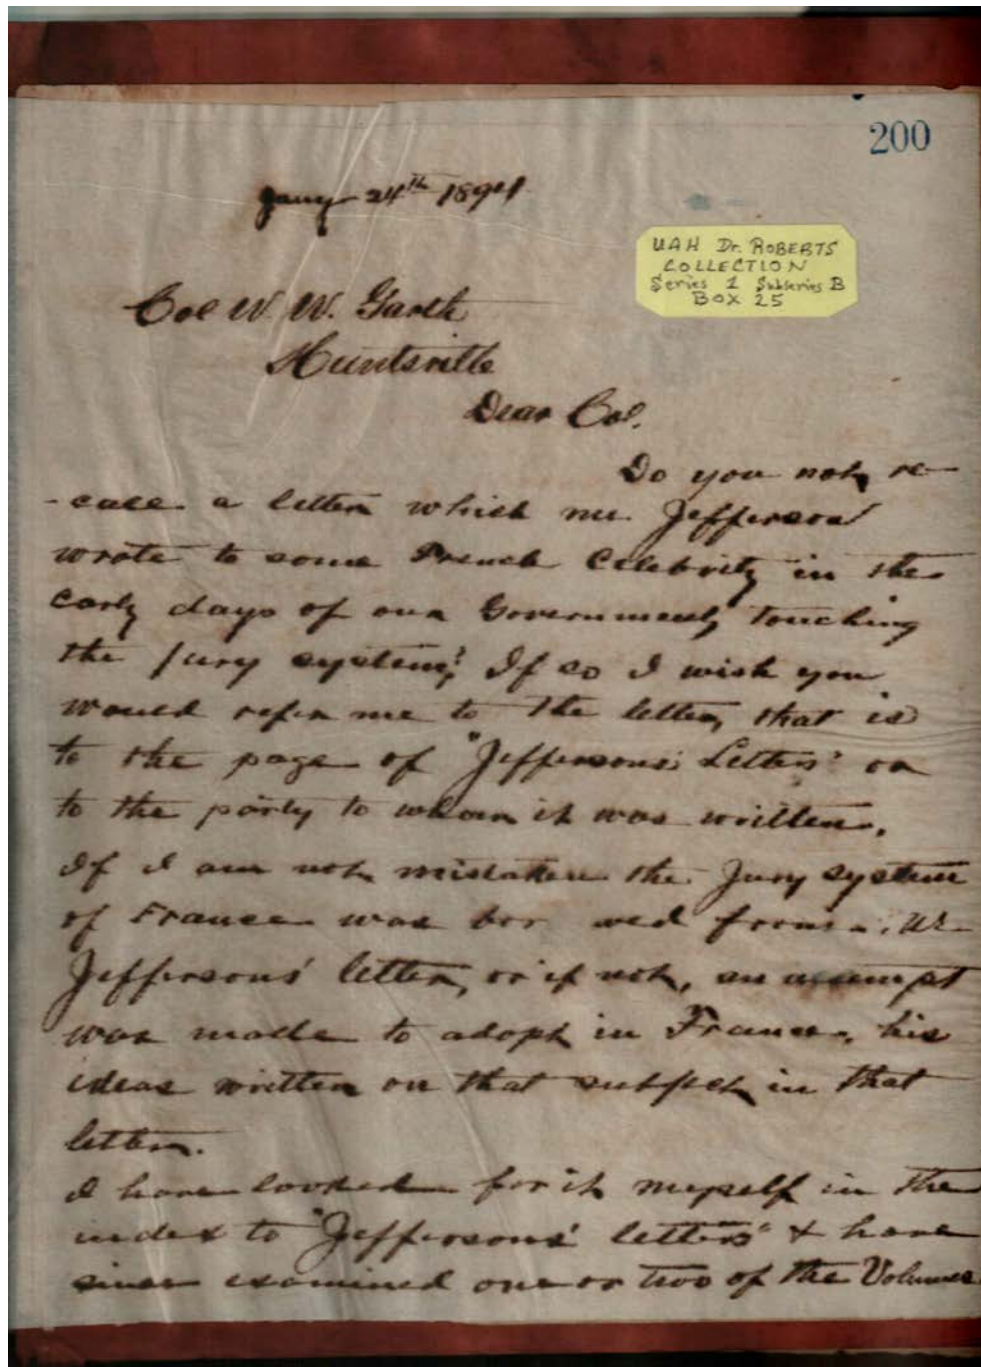 200
Jany 24th 1894
UAH Dr. ROBERTS
COLLECTION
Series 1 Subseries B
BOX 25
Col W. W. Garth
Huntsville
Dear Col.
Do you not re-
-call a letter which Mr. Jefferson
wrote to some French Celebrity in the
early days of our Government, touching
the jury system? If so I wish you
would refer me to the letter, that is
to the page of "Jeffersons' Letters" or
to the party to whom it was written.
If I am not mistaken the Jury system
of France was bor wed from Mr.
Jeffersons' letter, or if not, an attempt
was made to adopt in France, his
ideas written on that subject in that
letter.
I have looked for it myself in the
index to "Jeffersons' letters" & have
since examined one or two of the Volumes